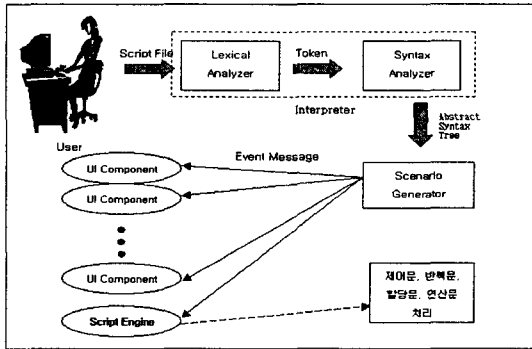 Script File
Lexical
Analyzer
Token
Syntax
Analyzer
Interpreter
Abstract
Syntax
Tree
User
Event Message
UI Component
UI Component
Scenario
Generator
UI Component
Script Engine
제어문, 반복문,
할당문, 연산문
처리